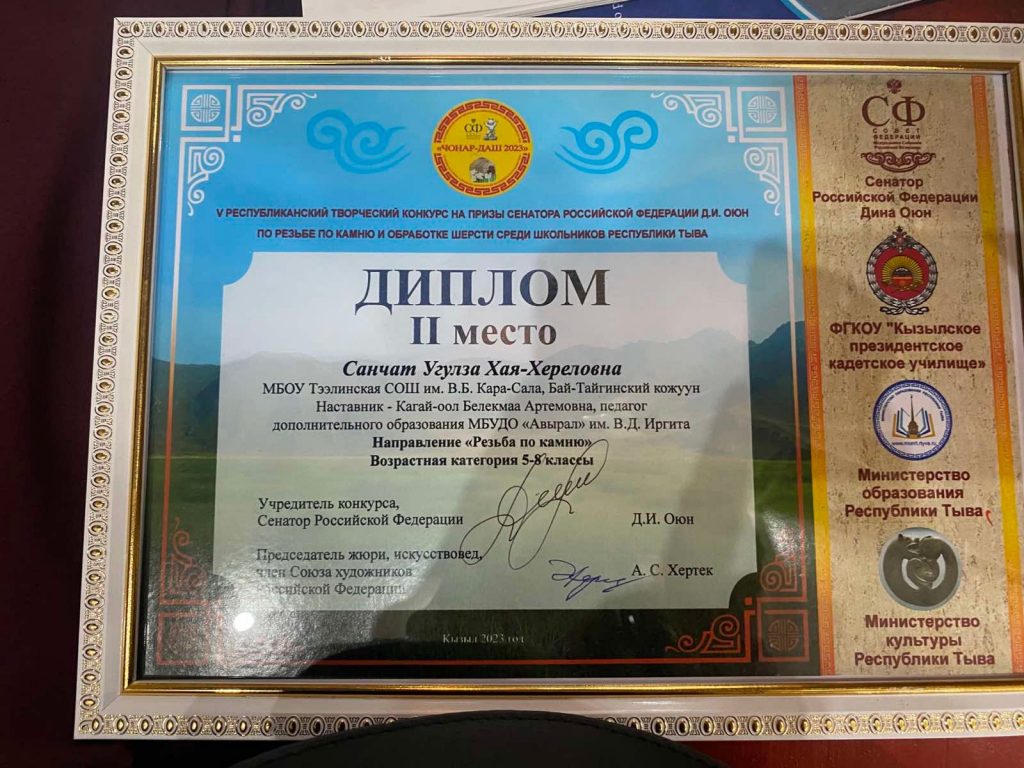 СФ
«ЧОНАР-ДАШ 2023»
V РЕСПУБЛИКАНСКИЙ ТВОРЧЕСКИЙ КОНКУРС НА ПРИЗЫ СЕНАТОРА РОССИЙСКОЙ ФЕДЕРАЦИИ Д.И. ОЮН
ПО РЕЗЬБЕ ПО КАМНЮ И ОБРАБОТКЕ ШЕРСТИ СРЕДИ ШКОЛЬНИКОВ РЕСПУБЛИКИ ТЫВА
ДИПЛОМ
II место
Санчат Угулза Хая-Хереловна
МБОУ Тээлинская СОШ им. В.Б. Кара-Сала, Бай-Тайгинский кожуун
Наставник - Кагай-оол Белекмаа Артемовна, педагог
дополнительного образования МБУДО «Авырал» им. В.Д. Иргита
Направление «Резьба по камню»
Возрастная категория 5-8 классы
Учредитель конкурса,
Сенатор Российской Федерации
Д.И. Оюн
Председатель жюри, искусствовед,
член Союза художников
Российской Федерации
А. С. Хертек
Кызыл 2023 год
СФ
СОВЕТ
ФЕДЕРАЦИИ
Сенатор
Российской Федерации
Дина Оюн
ФГКОУ "Кызылское
президентское
кадетское училище»
Министерство
образования
Республики Тыва
Министерство
культуры
Республики Тыва